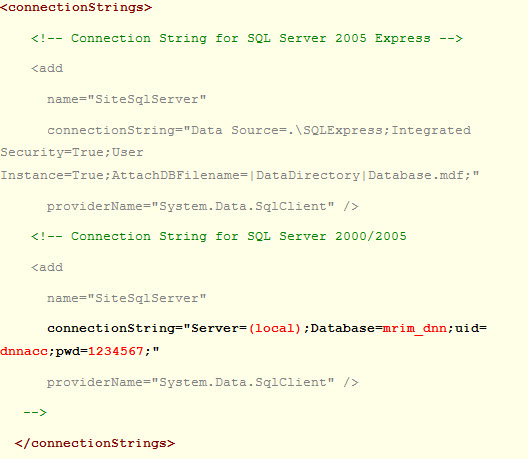 <connectionStrings>
<!-- Connection String for SQL Server 2005 Express -->
<add
name="SiteSqlServer"
connectionString="Data Source=.\SQLExpress;Integrated
Security=True;User
Instance=True;AttachDBFilename=|DataDirectory|Database.mdf;"
providerName="System.Data.SqlClient" />
<!-- Connection String for SQL Server 2000/2005
<add
name="SiteSqlServer"
connectionString="Server=(local);Database=mrim_dnn;uid=
dnnacc;pwd=1234567;"
providerName="System.Data.SqlClient" />
-->
</connectionStrings>